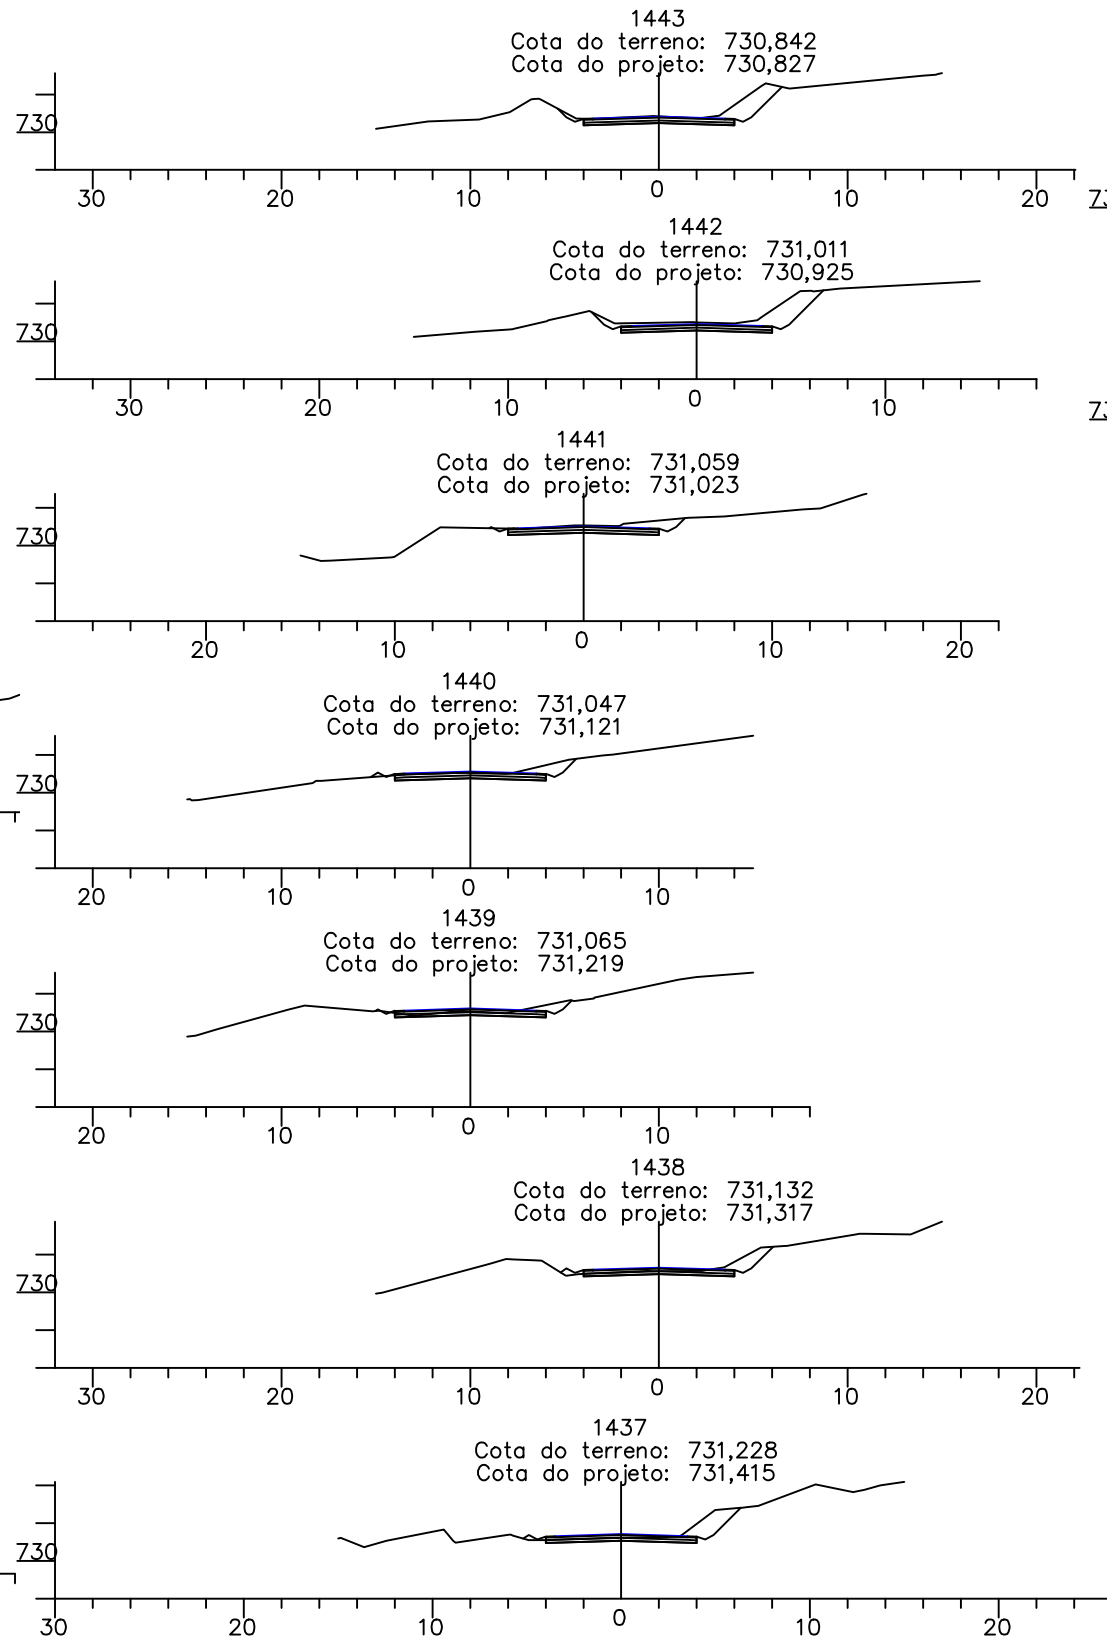 1443
Cota do terreno: 730,842
Cota do projeto: 730,827
730
30 20 10 0 10 20
1442
Cota do terreno: 731,011
Cota do projeto: 730,925
730
30 20 10 0 10
1441
Cota do terreno: 731,059
Cota do projeto: 731,023
730
20 10 0 10 20
1440
Cota do terreno: 731,047
Cota do projeto: 731,121
730
20 10 0 10
1439
Cota do terreno: 731,065
Cota do projeto: 731,219
730
20 10 0 10
1438
Cota do terreno: 731,132
Cota do projeto: 731,317
730
30 20 10 0 10 20
1437
Cota do terreno: 731,228
Cota do projeto: 731,415
730
30 20 10 0 10 20